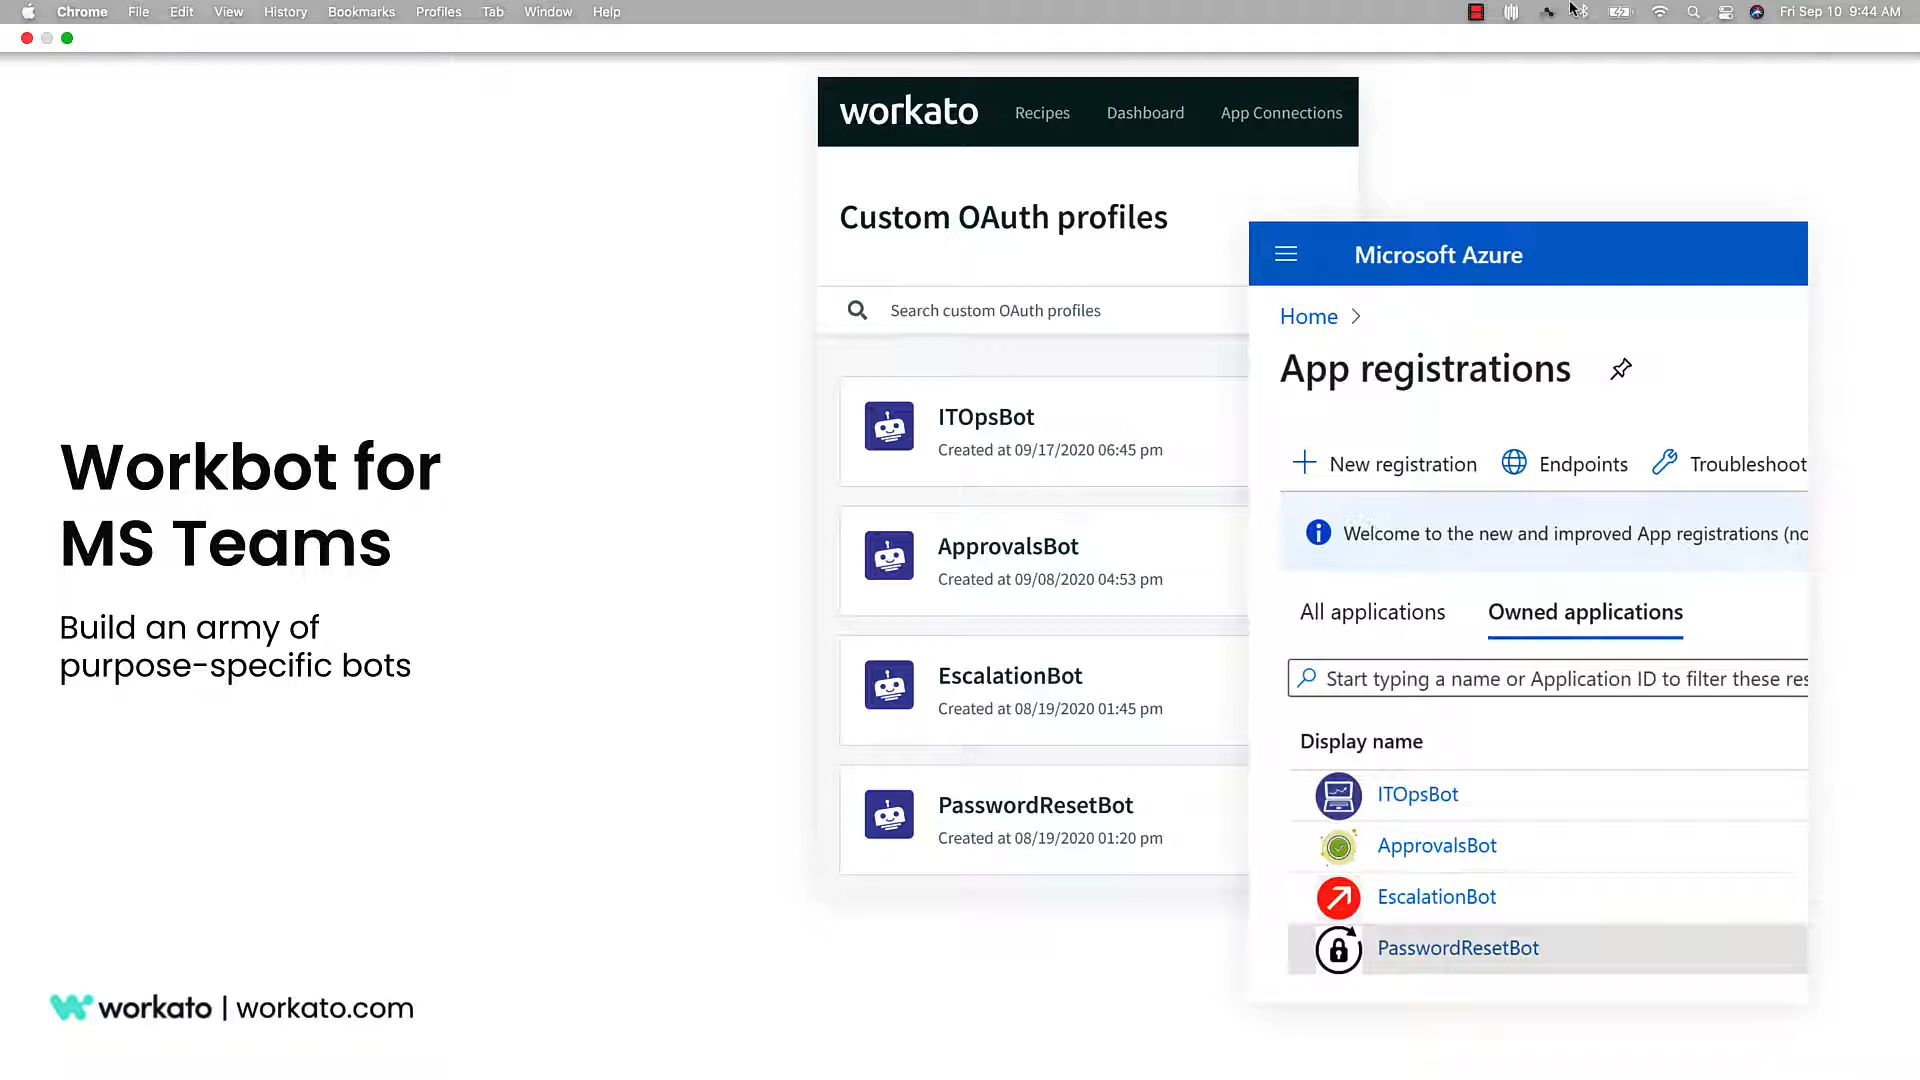 Chrome File Edit View History Bookmarks Profiles Tab Window Help Fri Sep 10 9:44 AM
Workbot for
MS Teams
Build an army of
purpose-specific bots
workato | workato.com
workato Recipes Dashboard App Connections
Custom OAuth profiles
Search custom OAuth profiles
ITOpsBot
Created at 09/17/2020 06:45 pm
ApprovalsBot
Created at 09/08/2020 04:53 pm
EscalationBot
Created at 08/19/2020 01:45 pm
PasswordResetBot
Created at 08/19/2020 01:20 pm
Microsoft Azure
Home
App registrations
New registration Endpoints Troubleshoot
Welcome to the new and improved App registrations (no
All applications Owned applications
Start typing a name or Application ID to filter these res
Display name
ITOpsBot
ApprovalsBot
EscalationBot
PasswordResetBot